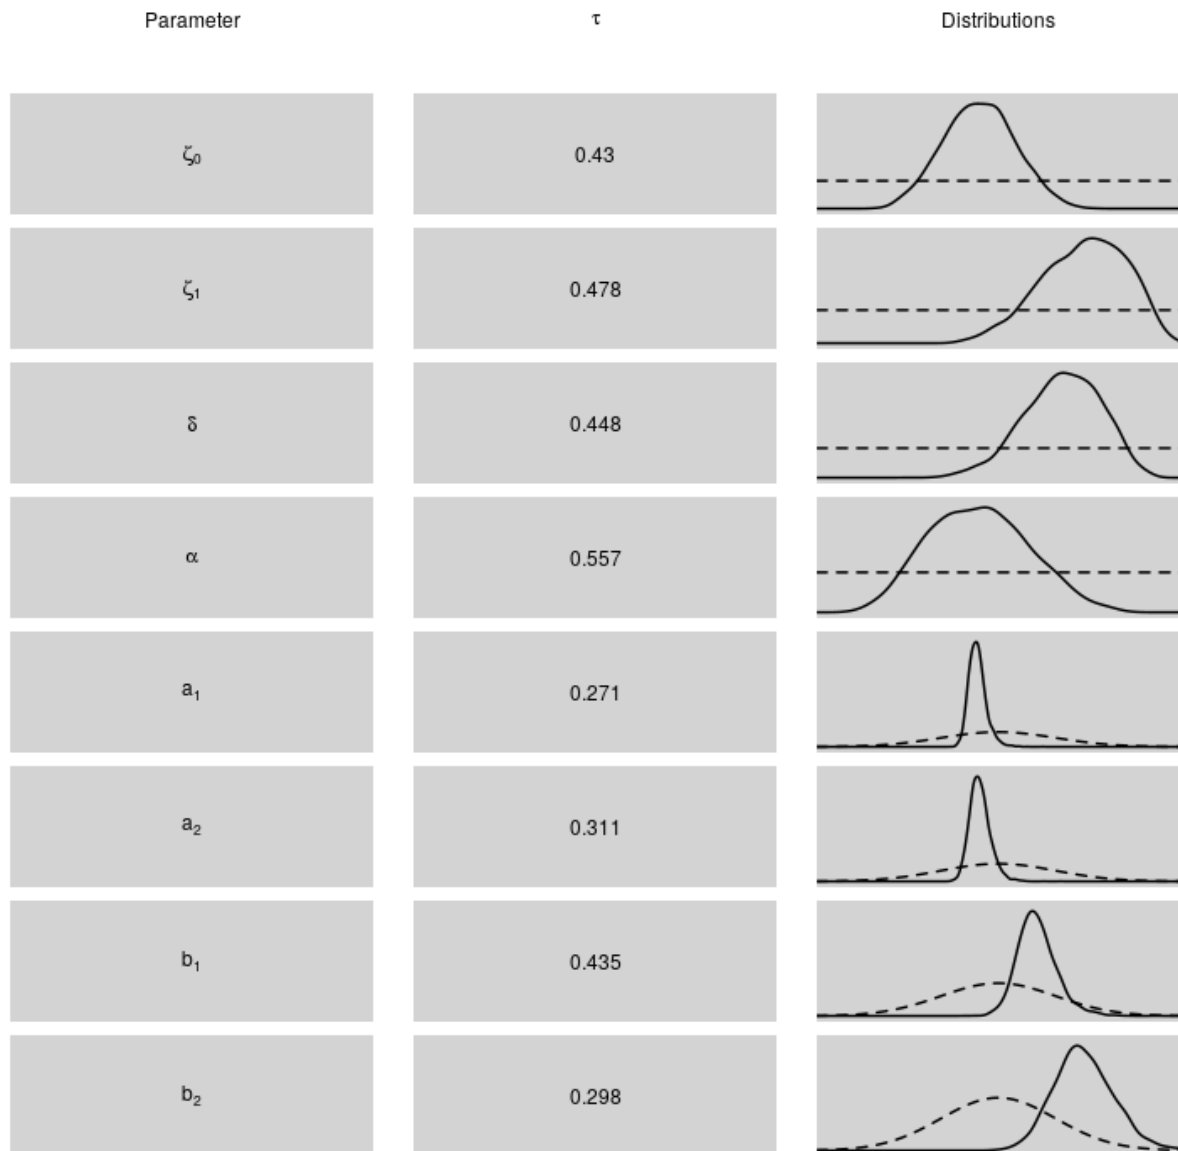 Parameter τ Distributions
ζ₀ 0.43
ζ₁ 0.478
δ 0.448
α 0.557
a₁ 0.271
a₂ 0.311
b₁ 0.435
b₂ 0.298